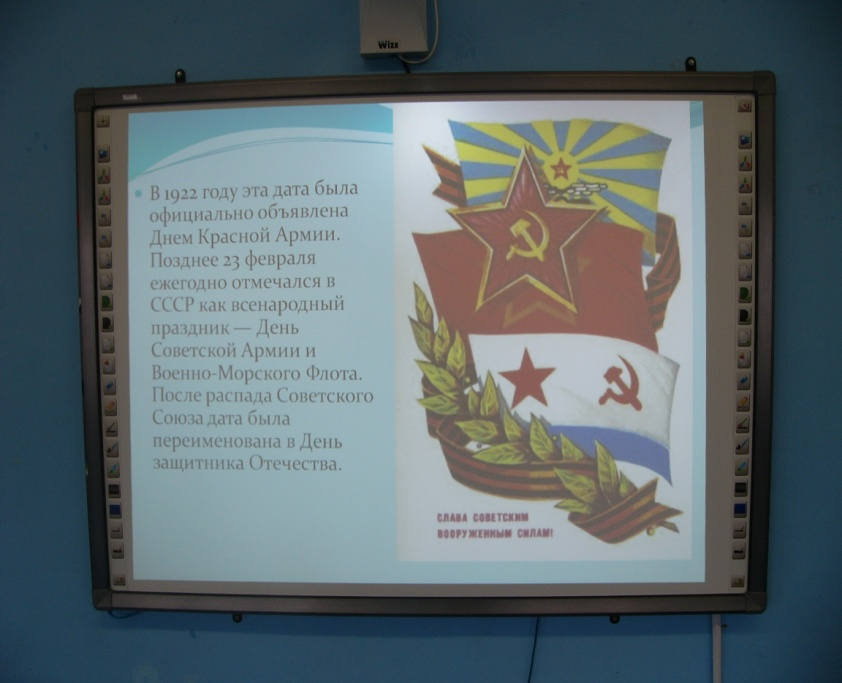 Wizx
В 1922 году эта дата была
официально объявлена
Днем Красной Армии.
Позднее 23 февраля
ежегодно отмечался в
СССР как всенародный
праздник — День
Советской Армии и
Военно-Морского Флота.
После распада Советского
Союза дата была
переименована в День
защитника Отечества.
СЛАВА СОВЕТСКИМ
ВООРУЖЕННЫМ СИЛАМ!